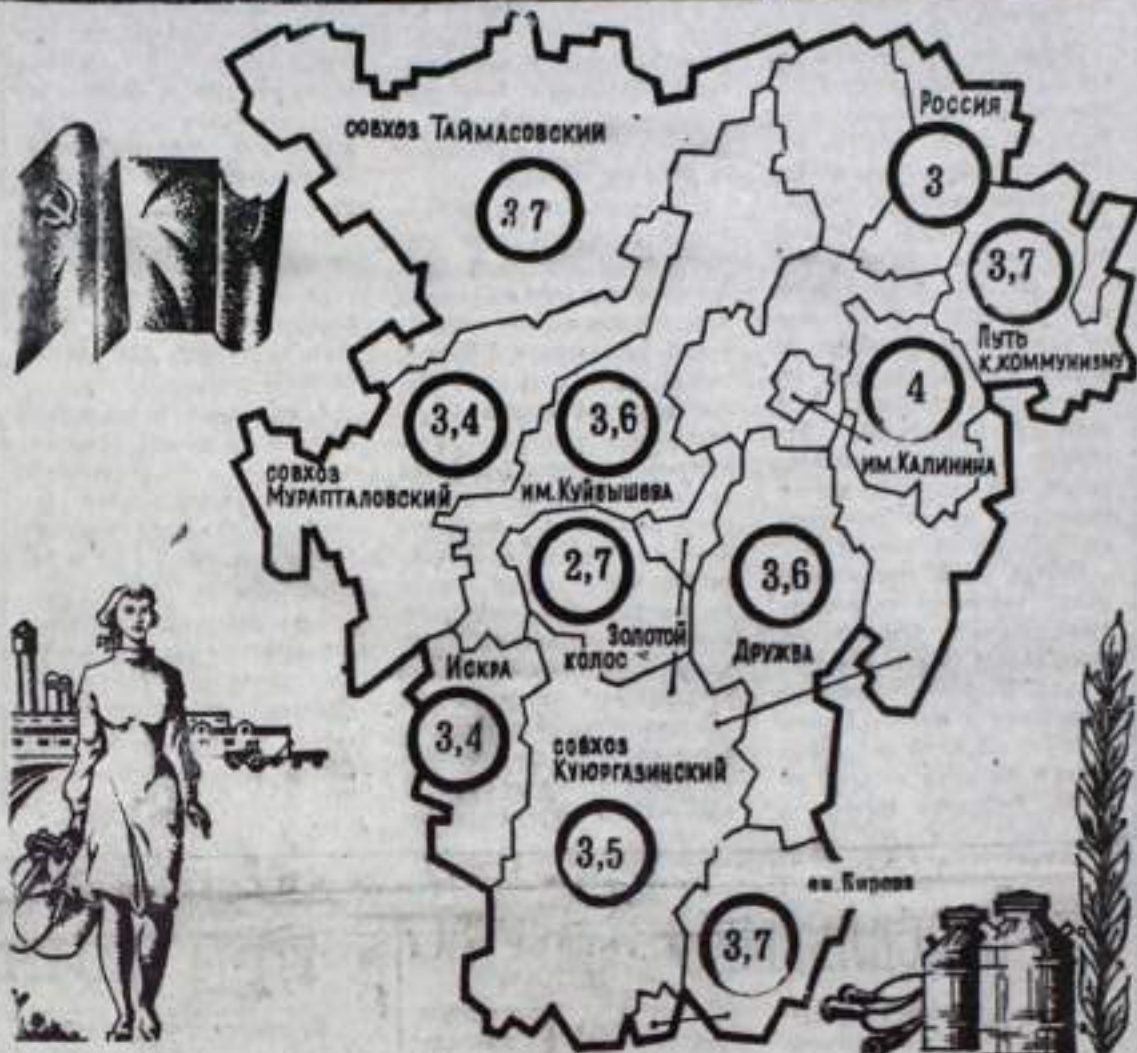 Россия
совхоз Таймасовский
3
3,7
3 7
Путь
к.коммунизму
4
3,4
3,6
им.Калинина
совхоз
Мурапталовский
им.Куйбышева
2,7
3,6
Золотой
колос
Дружба
Искра
3,4
совхоз
Куюргазинский
3,5
им. Кирова
3,7